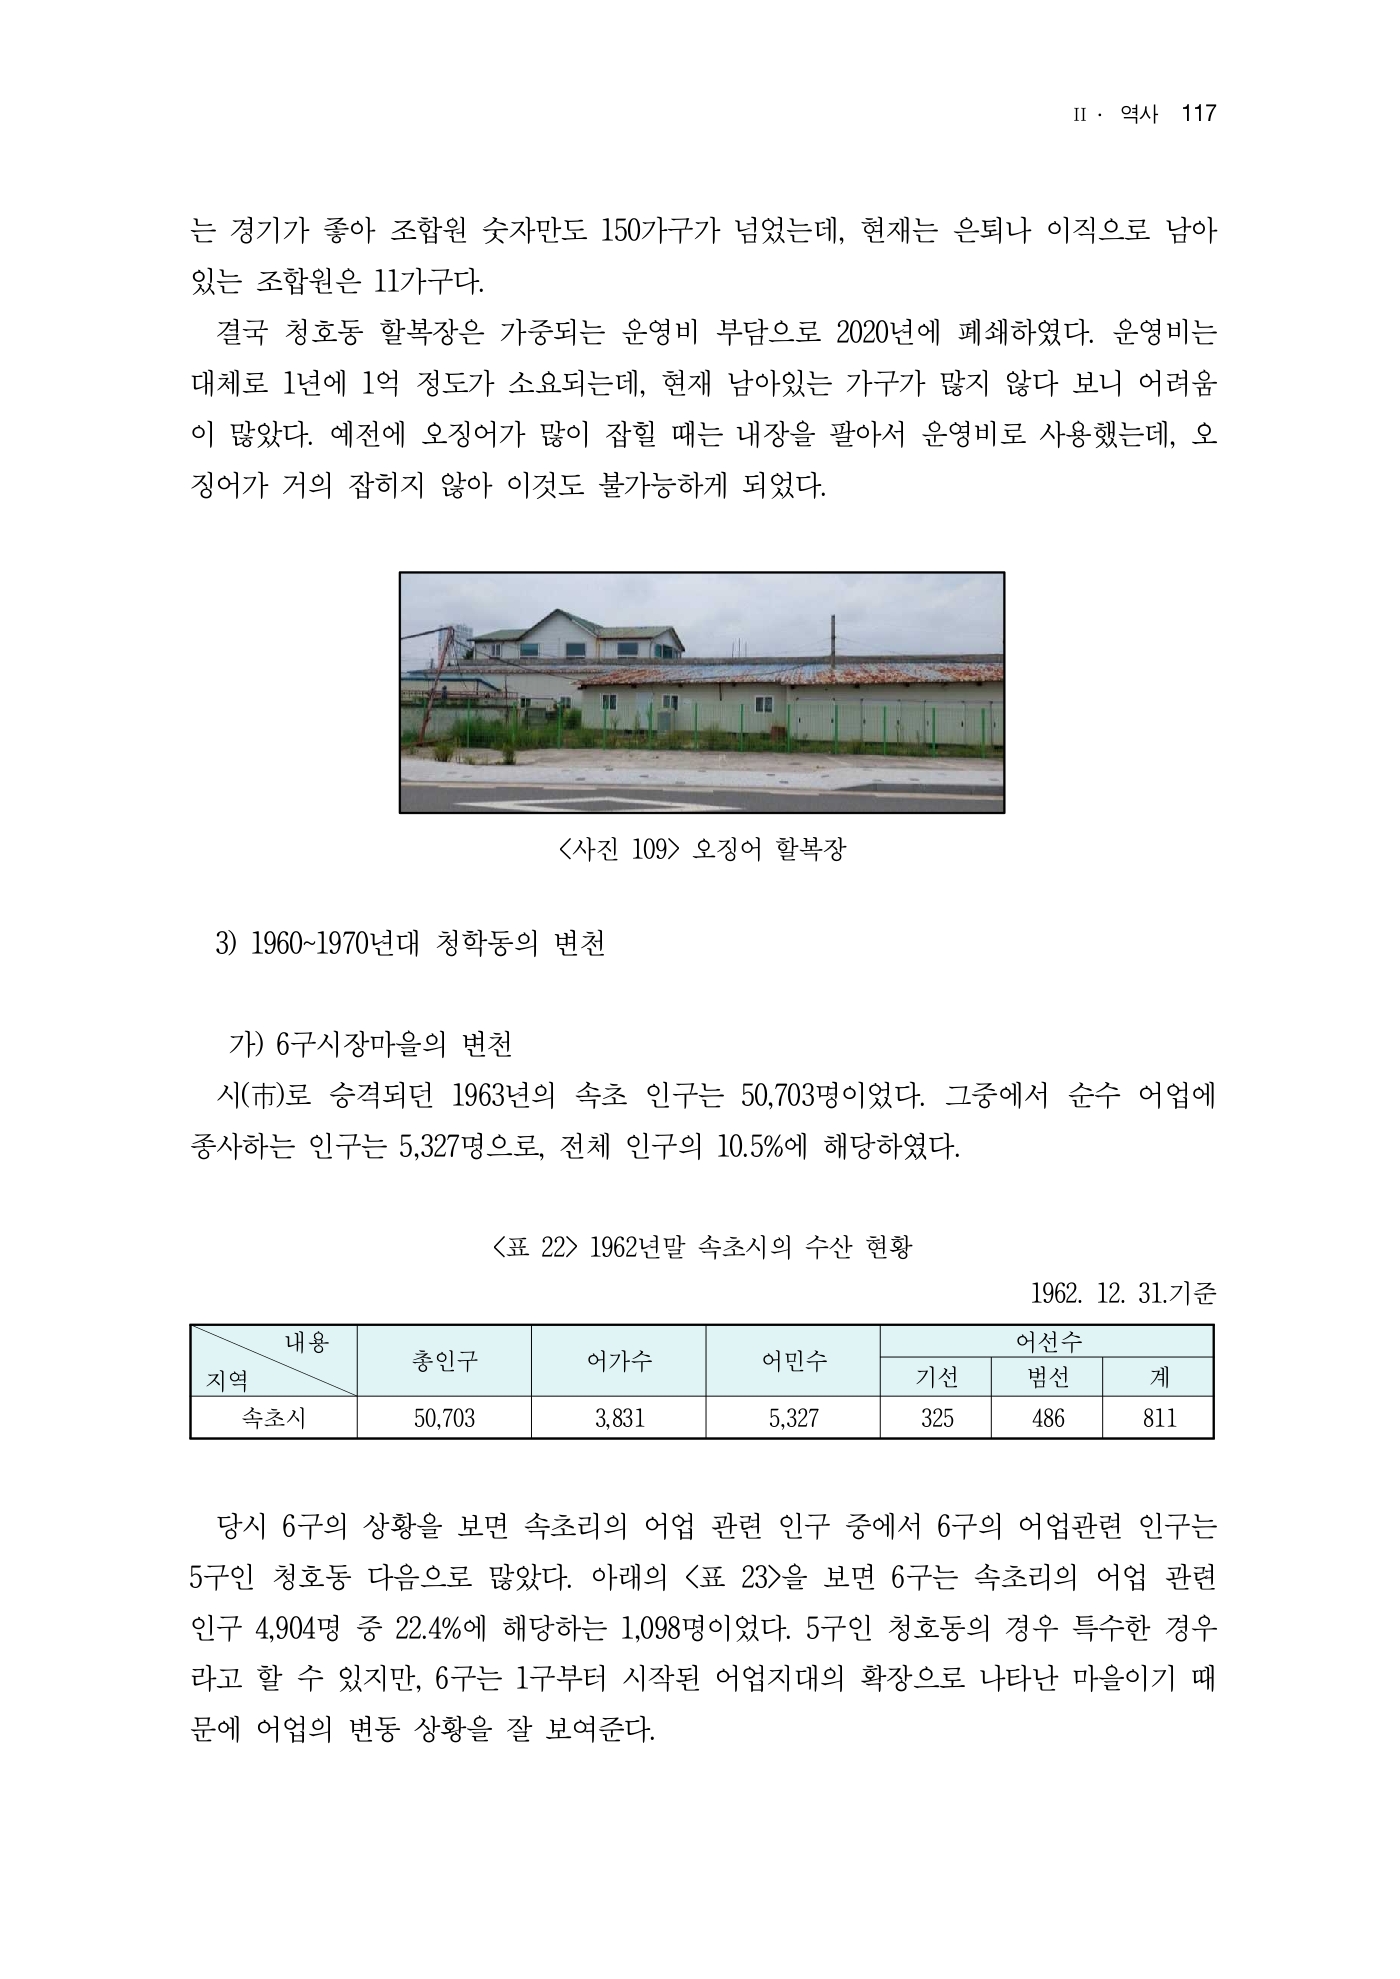 II · 역사 117
는 경기가 좋아 조합원 숫자만도 150가구가 넘었는데, 현재는 은퇴나 이직으로 남아
있는 조합원은 11가구다.
결국 청호동 할복장은 가중되는 운영비 부담으로 2020년에 폐쇄하였다. 운영비는
대체로 1년에 1억 정도가 소요되는데, 현재 남아있는 가구가 많지 않다 보니 어려움
이 많았다. 예전에 오징어가 많이 잡힐 때는 내장을 팔아서 운영비로 사용했는데, 오
징어가 거의 잡히지 않아 이것도 불가능하게 되었다.
<사진 109> 오징어 할복장
3) 1960~1970년대 청학동의 변천
가) 6구시장마을의 변천
시(市)로 승격되던 1963년의 속초 인구는 50,703명이었다. 그중에서 순수 어업에
종사하는 인구는 5,327명으로, 전체 인구의 10.5%에 해당하였다.
<표 22> 1962년말 속초시의 수산 현황
1962. 12. 31.기준
내용 지역 총인구 어가수 어민수 어선수
기선 범선 계
속초시 50,703 3,831 5,327 325 486 811
당시 6구의 상황을 보면 속초리의 어업 관련 인구 중에서 6구의 어업관련 인구는
5구인 청호동 다음으로 많았다. 아래의 <표 23>을 보면 6구는 속초리의 어업 관련
인구 4,904명 중 22.4%에 해당하는 1,098명이었다. 5구인 청호동의 경우 특수한 경우
라고 할 수 있지만, 6구는 1구부터 시작된 어업지대의 확장으로 나타난 마을이기 때
문에 어업의 변동 상황을 잘 보여준다.